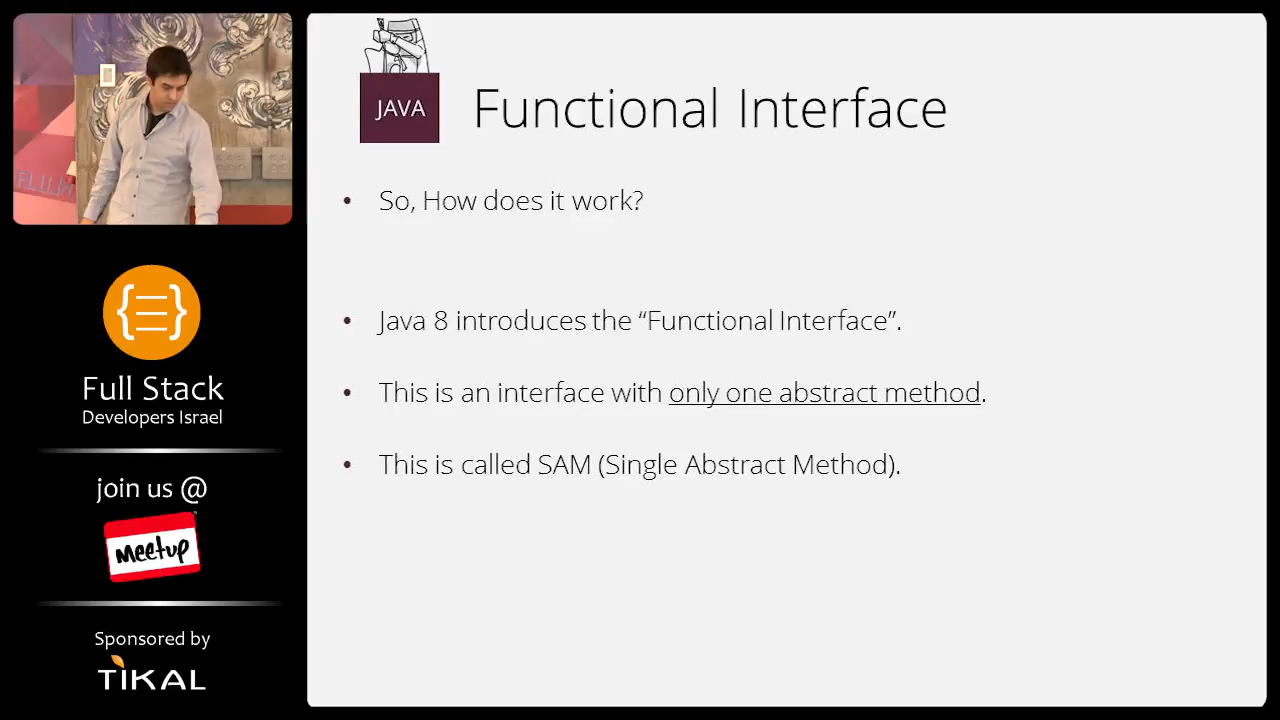 JAVA
Functional Interface
• So, How does it work?
• Java 8 introduces the “Functional Interface”.
• This is an interface with only one abstract method.
• This is called SAM (Single Abstract Method).
{≡}
Full Stack
Developers Israel
join us @
meetup
Sponsored by
TIKAL